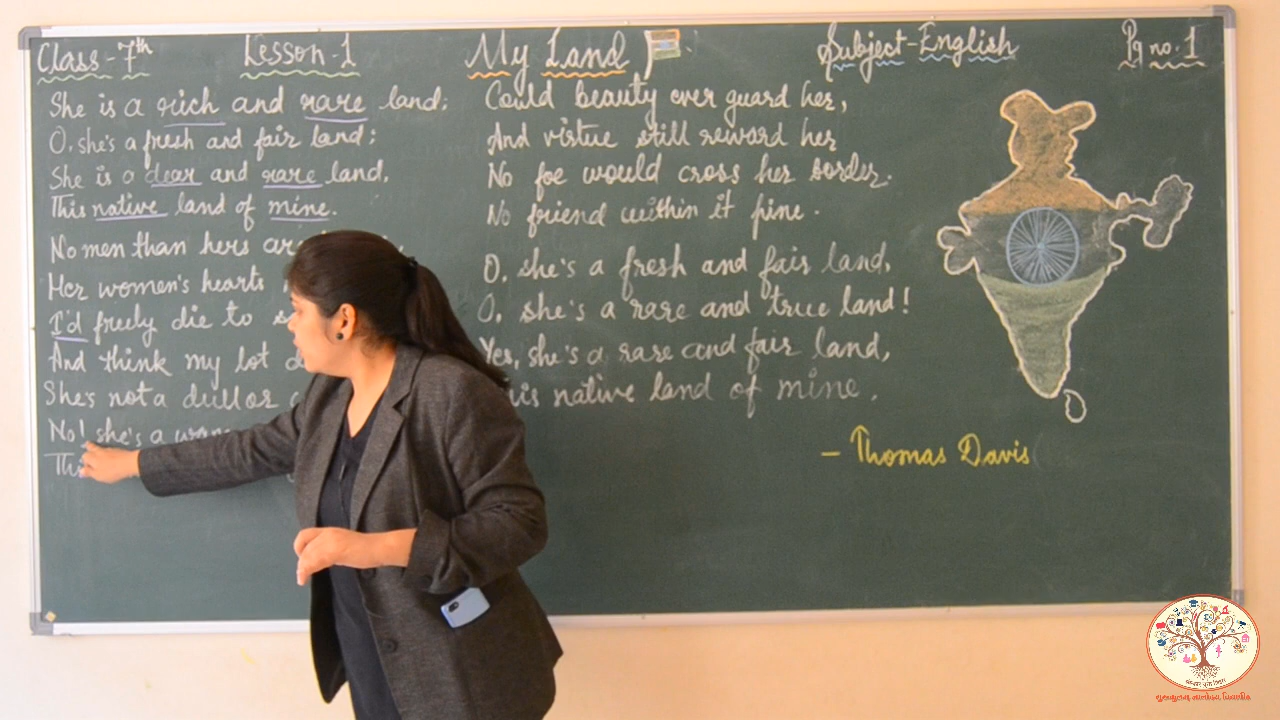 Class-7th Lesson-1 My Land Subject-English Pg no. 1
She is a rich and rare land;
O, she's a fresh and fair land;
She is a dear and rare land,
This native land of mine.
No men than hers are
Her women's hearts
I'd freely die to
And think my lot
She's not a dull or
No! she's a warm
Could beauty ever guard her,
And virtue still reward her
No foe would cross her border.
No friend within it pine.
O, she's a fresh and fair land,
O, she's a rare and true land!
Yes, she's a rare and fair land,
native land of mine.
- Thomas Davis